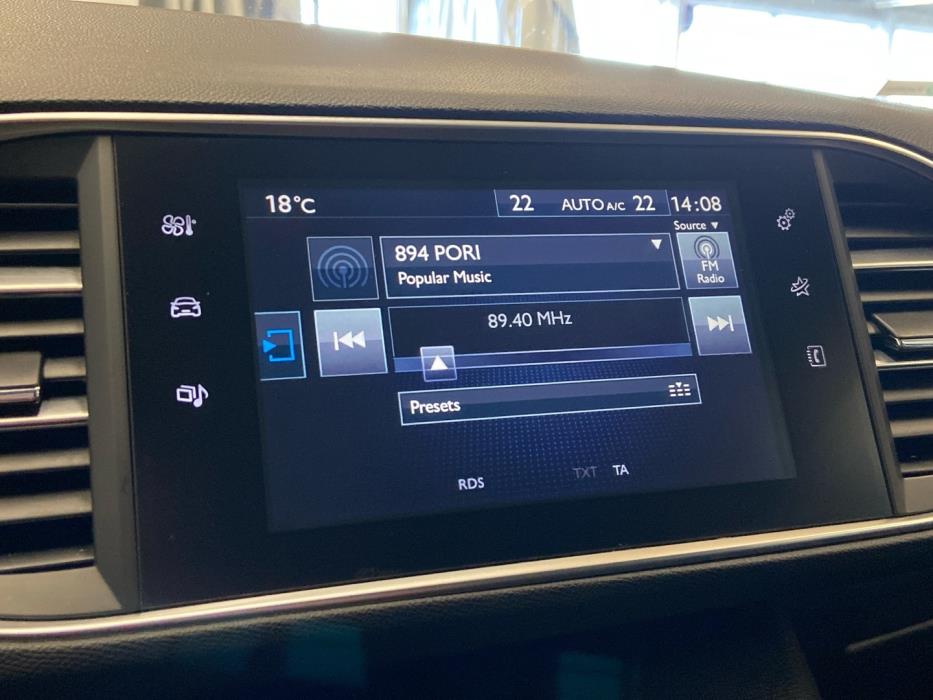 18°C
22 AUTO A/C 22 14:08
Source
894 PORI
Popular Music
FM
Radio
89.40 MHz
Presets
RDS TXT TA